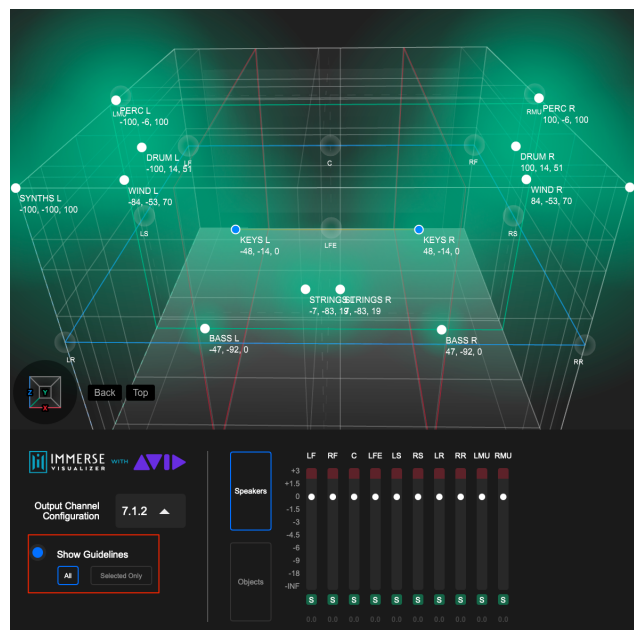 PERC L
LMU
-100, -6, 100
PERC R
RMU
100, -6, 100
DRUM L
-100, 14, 51
LF
C
RF
DRUM R
100, 14, 51
WIND L
-84, -53, 70
WIND R
84, -53, 70
SYNTHS L
-100, -100, 100
LS
RS
KEYS L
-48, -14, 0
LFE
KEYS R
48, -14, 0
STRINGS L
-7, -83, 19
STRINGS R
7, -83, 19
BASS L
-47, -92, 0
BASS R
47, -92, 0
LR
RR
Z
Y
X
Back
Top
IMMERSE
VISUALIZER
WITH
AVID
Output Channel
Configuration
7.1.2
Show Guidelines
All
Selected Only
Speakers
Objects
LF RF C LFE LS RS LR RR LMU RMU
+3
+1.5
0
-1.5
-3
-4.5
-6
-9
-18
-INF
S S S S S S S S S S
0.0 0.0 0.0 0.0 0.0 0.0 0.0 0.0 0.0 0.0